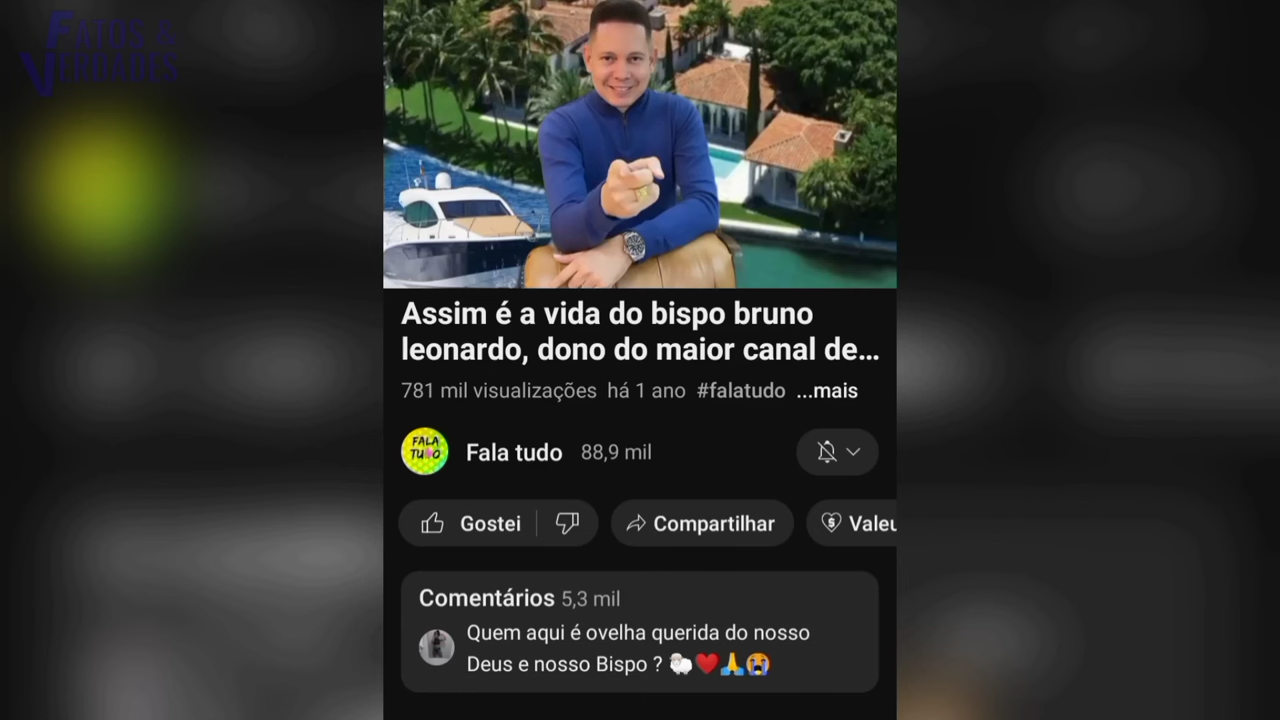 FATOS &
VERDADES
Assim é a vida do bispo bruno
leonardo, dono do maior canal de...
781 mil visualizações há 1 ano #falatudo ...mais
FALA
TUDO
Fala tudo 88,9 mil
Gostei Compartilhar Valeu
Comentários 5,3 mil
Quem aqui é ovelha querida do nosso
Deus e nosso Bispo ? 🐑❤️🙏😭